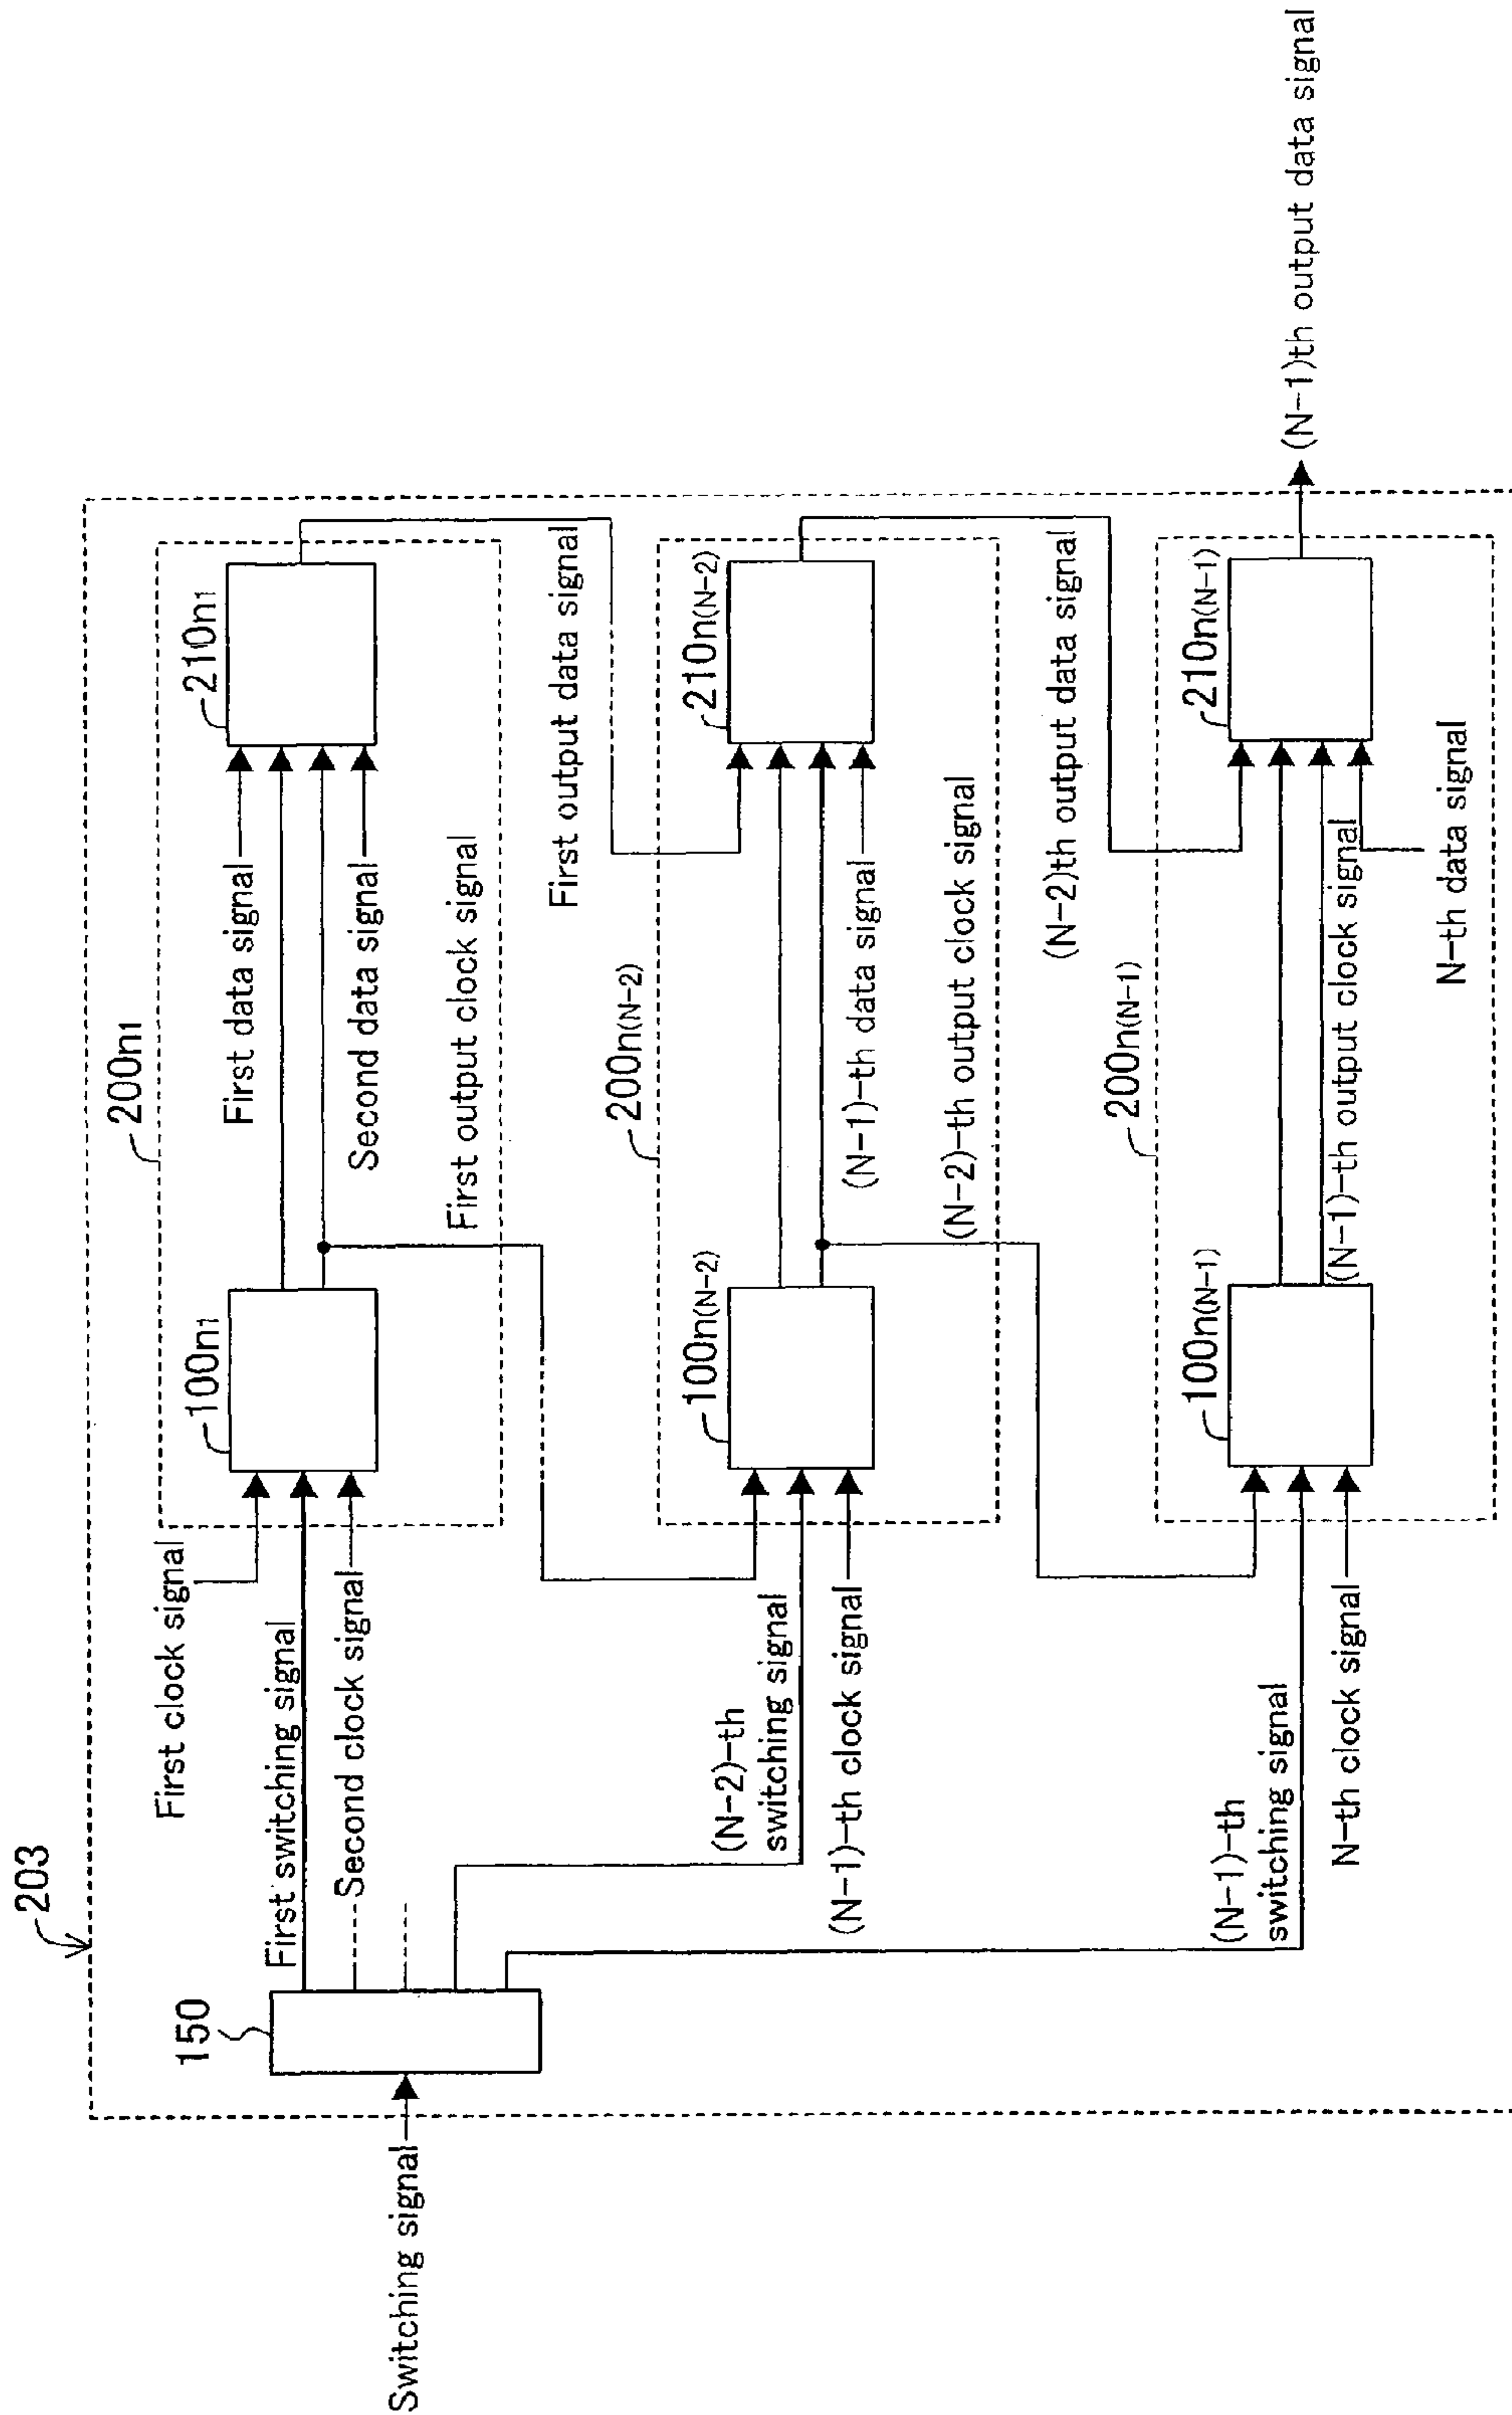 203
Switching signal
150
First clock signal
First switching signal
Second clock signal
100n1
200n1
First data signal
Second data signal
First output clock signal
210n1
First output data signal
(N-2)-th
switching signal
(N-1)-th clock signal
100n(N-2)
200n(N-2)
(N-1)-th data signal
(N-2)-th output clock signal
210n(N-2)
(N-2)th output data signal
(N-1)-th
switching signal
N-th clock signal
100n(N-1)
200n(N-1)
(N-1)-th output clock signal
N-th data signal
210n(N-1)
(N-1)th output data signal